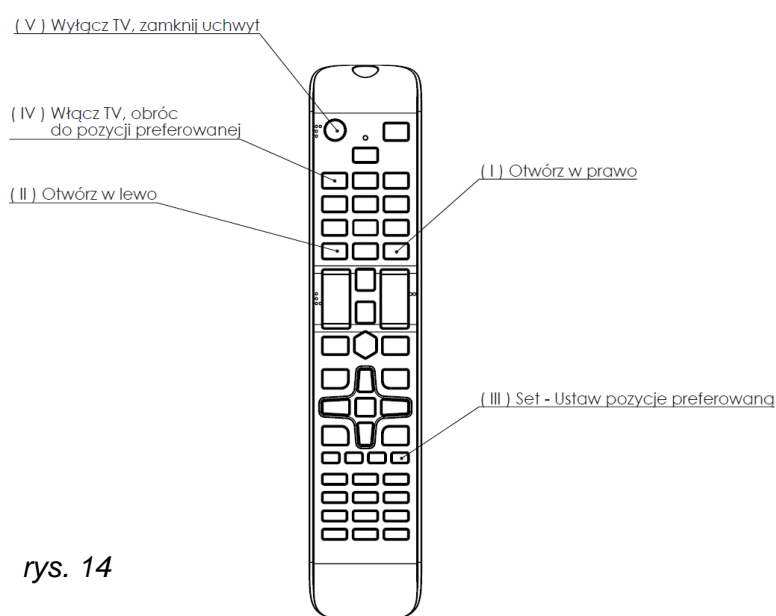 ( V ) Wyłącz TV, zamknij uchwyt
( IV ) Włącz TV, obróc
do pozycji preferowanej
( II ) Otwórz w lewo
( I ) Otwórz w prawo
( III ) Set - Ustaw pozycje preferowaną
rys. 14